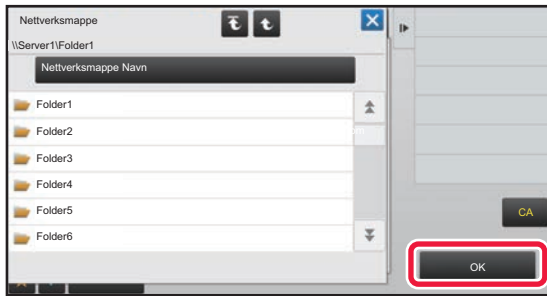 Nettverksmappe
\\Server1\Folder1
Nettverksmappe Navn
Folder1
Folder2
Folder3
Folder4
Folder5
Folder6
CA
OK